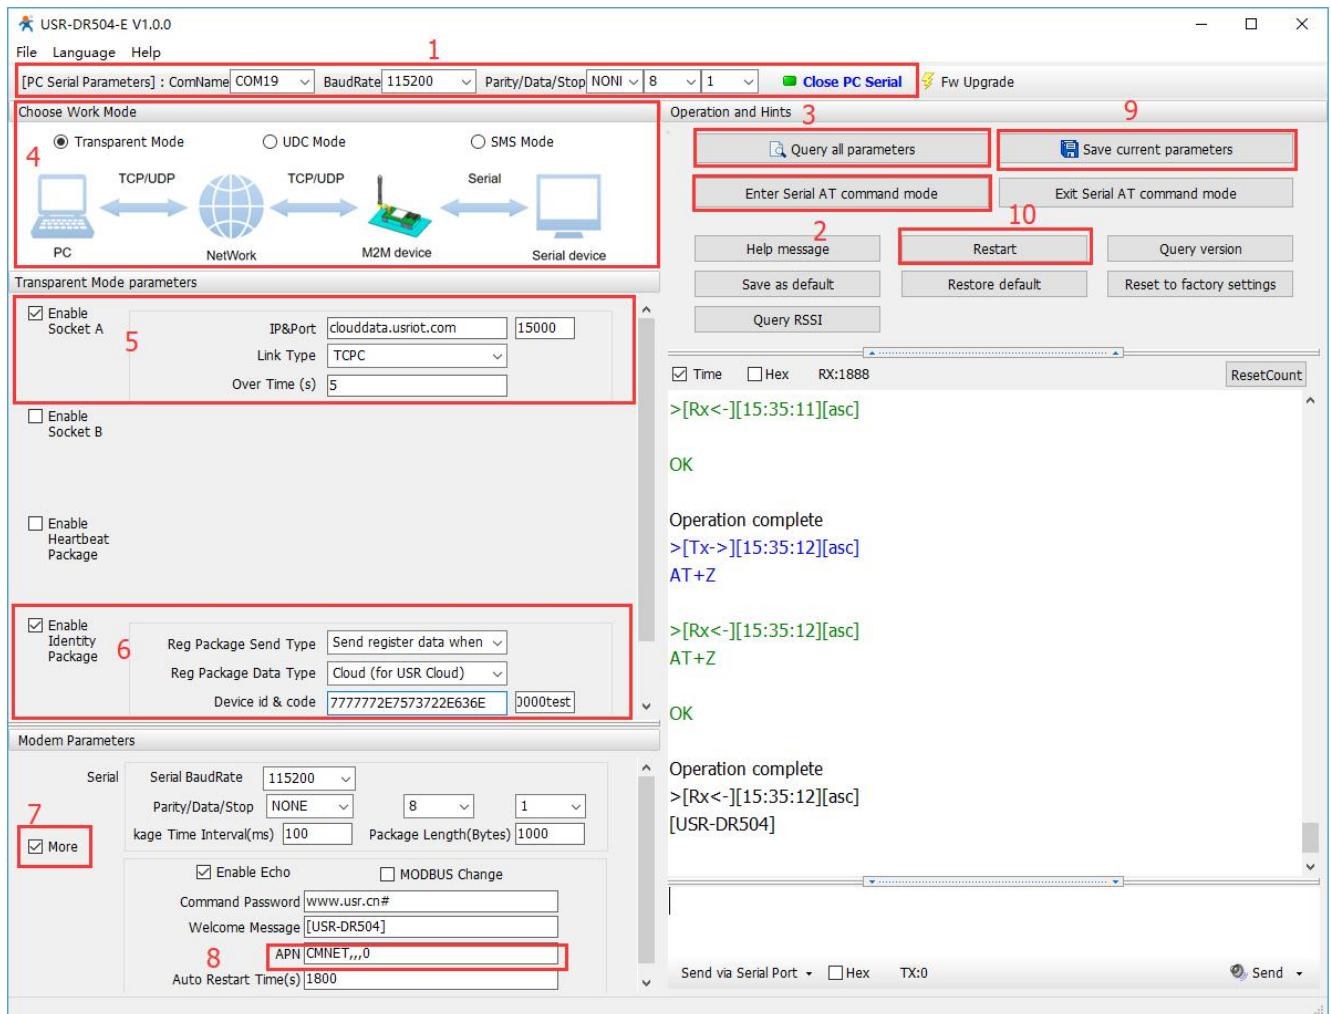 USR-DR504-E V1.0.0
File Language Help
1
[PC Serial Parameters] : ComName COM19 BaudRate 115200 Parity/Data/Stop NONI 8 1 Close PC Serial Fw Upgrade
Choose Work Mode
4
Transparent Mode UDC Mode SMS Mode
TCP/UDP TCP/UDP Serial
PC NetWork M2M device Serial device
Transparent Mode parameters
Enable
Socket A
5
IP&Port clouddata.usriot.com 15000
Link Type TCPC
Over Time (s) 5
Enable
Socket B
Enable
Heartbeat
Package
Enable
Identity
Package
6
Reg Package Send Type Send register data when
Reg Package Data Type Cloud (for USR Cloud)
Device id & code 7777772E7573722E636E 0000test
Modem Parameters
Serial Serial BaudRate 115200
Parity/Data/Stop NONE 8 1
kage Time Interval(ms) 100 Package Length(Bytes) 1000
7
More
Enable Echo MODBUS Change
Command Password www.usr.cn#
Welcome Message [USR-DR504]
8
APN CMNET,,,0
Auto Restart Time(s) 1800
Operation and Hints
3
9
Query all parameters Save current parameters
Enter Serial AT command mode Exit Serial AT command mode
2
10
Help message Restart Query version
Save as default Restore default Reset to factory settings
Query RSSI
Time Hex RX:1888 ResetCount
>[Rx<-][15:35:11][asc]
OK
Operation complete
>[Tx->][15:35:12][asc]
AT+Z
>[Rx<-][15:35:12][asc]
AT+Z
OK
Operation complete
>[Rx<-][15:35:12][asc]
[USR-DR504]
Send via Serial Port Hex TX:0 Send